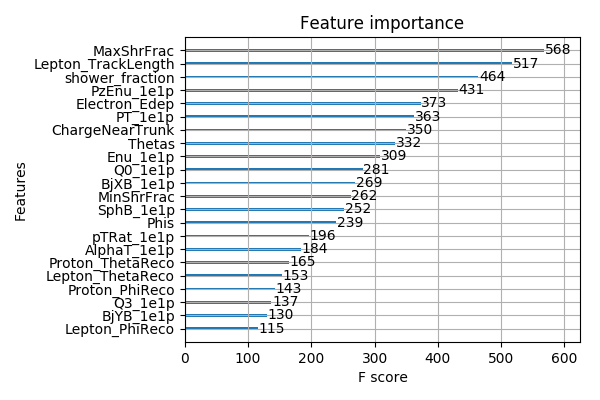 Feature importance
MaxShrFrac 568
Lepton_TrackLength 517
shower_fraction 464
PzEnu_1e1p 431
Electron_Edep 373
PT_1e1p 363
ChargeNearTrunk 350
Thetas 332
Enu_1e1p 309
Q0_1e1p 281
BjXB_1e1p 269
MinShrFrac 262
SphB_1e1p 252
Phis 239
pTRat_1e1p 196
AlphaT_1e1p 184
Proton_ThetaReco 165
Lepton_ThetaReco 153
Proton_PhiReco 143
Q3_1e1p 137
BjYB_1e1p 130
Lepton_PhiReco 115
Features
0 100 200 300 400 500 600
F score